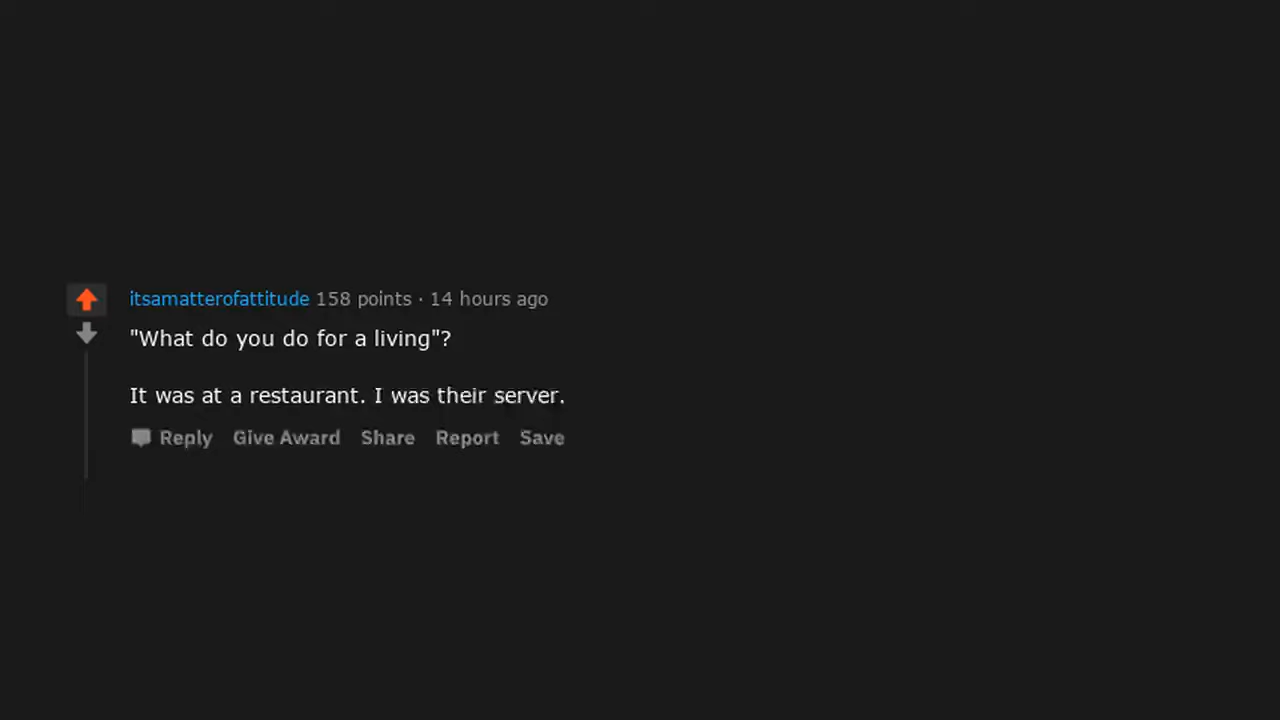 itsamatterofattitude 158 points · 14 hours ago
"What do you do for a living"?
It was at a restaurant. I was their server.
Reply Give Award Share Report Save